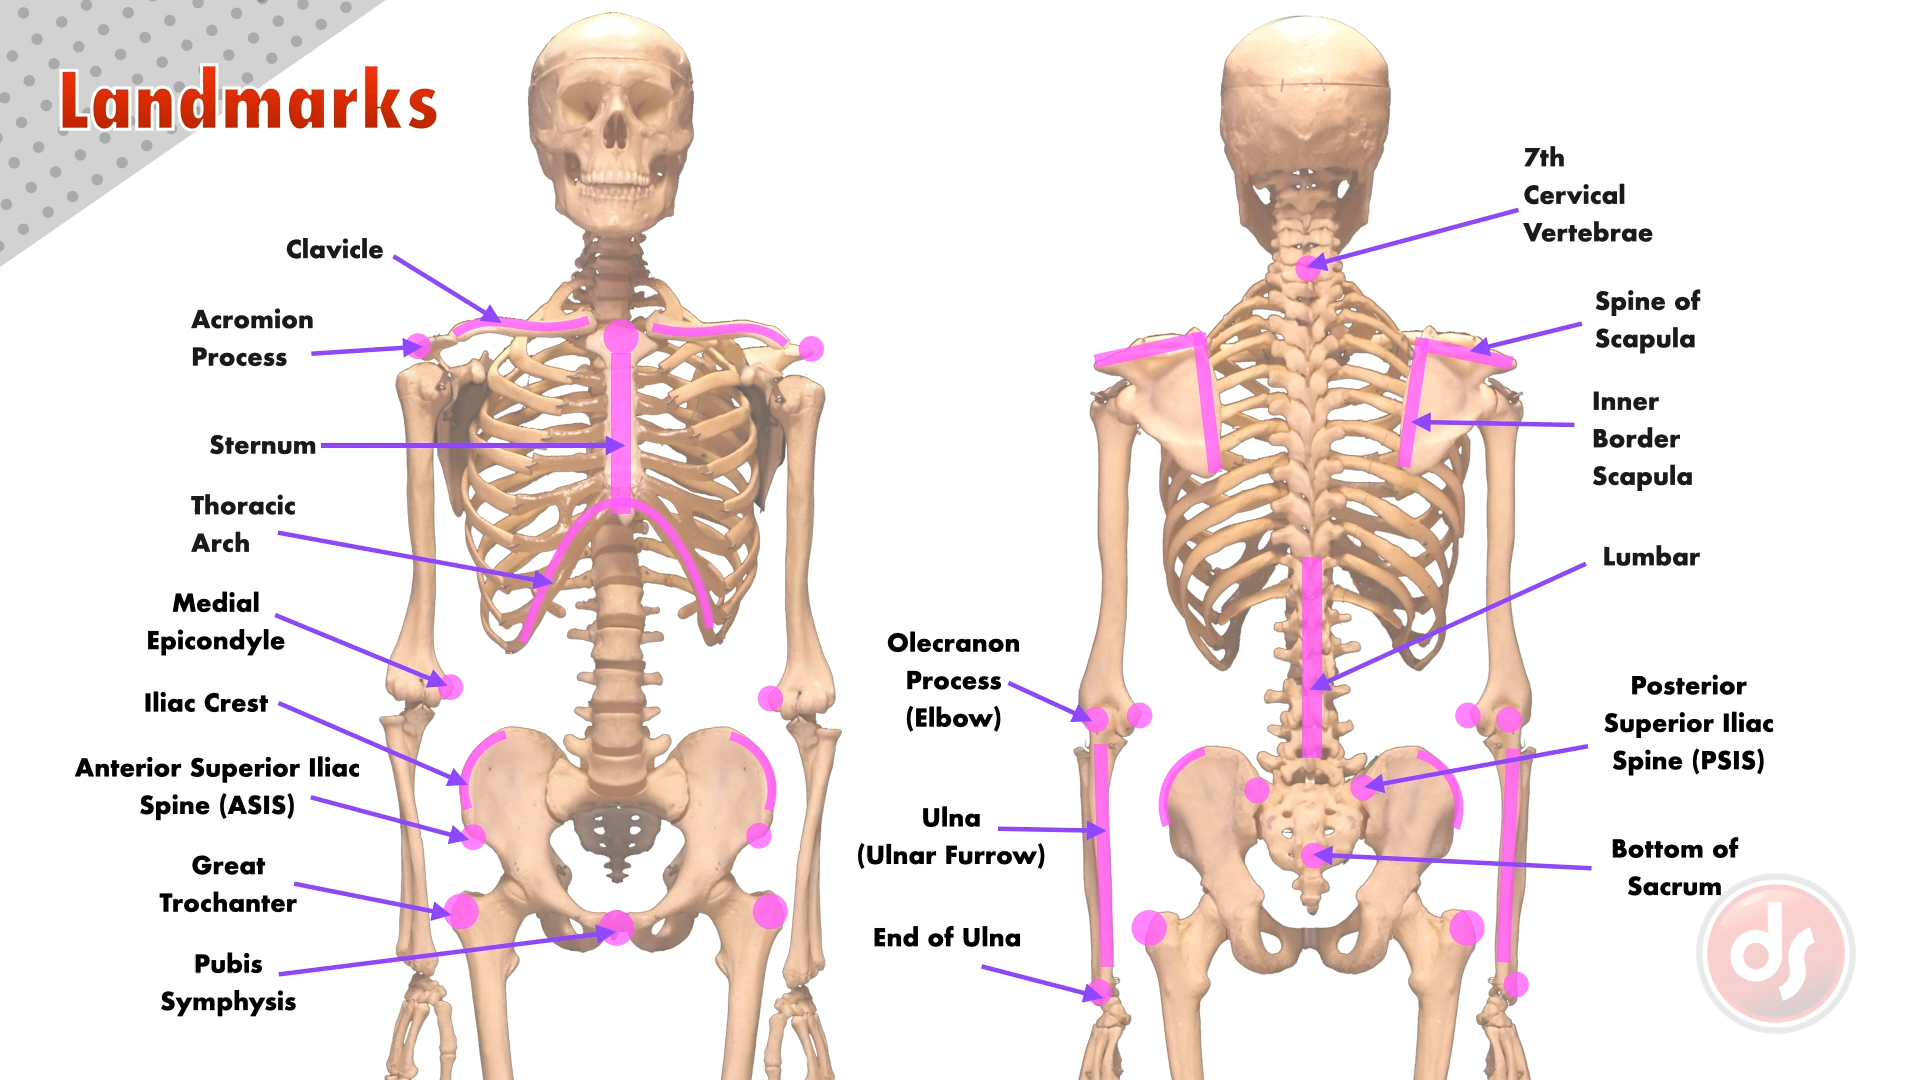 Landmarks
Clavicle
Acromion
Process
Sternum
Thoracic
Arch
Medial
Epicondyle
Iliac Crest
Anterior Superior Iliac
Spine (ASIS)
Great
Trochanter
Pubis
Symphysis
7th
Cervical
Vertebrae
Spine of
Scapula
Inner
Border
Scapula
Lumbar
Olecranon
Process
(Elbow)
Posterior
Superior Iliac
Spine (PSIS)
Ulna
(Ulnar Furrow)
Bottom of
Sacrum
End of Ulna
ds